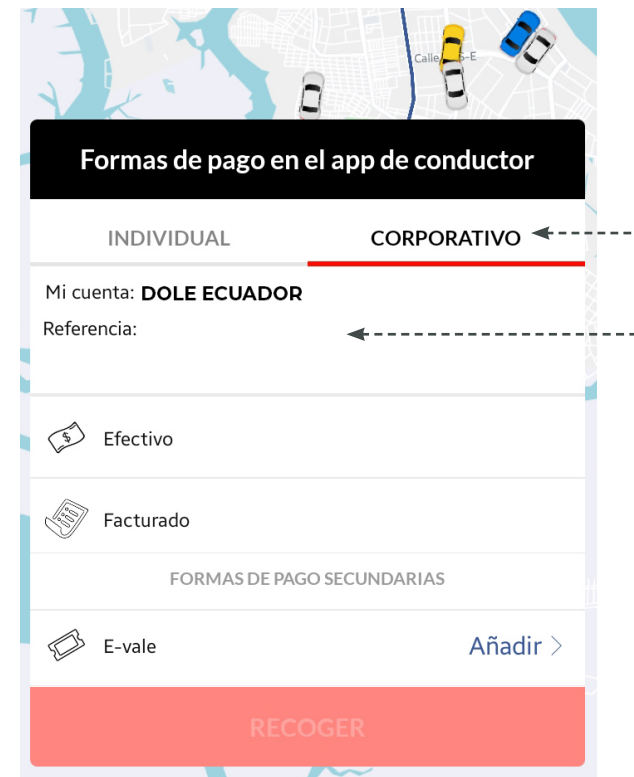 Calle S-E
Formas de pago en el app de conductor
INDIVIDUAL
CORPORATIVO
Mi cuenta: DOLE ECUADOR
Referencia:
$
Efectivo
Facturado
FORMAS DE PAGO SECUNDARIAS
E-vale
Añadir >
RECOGER